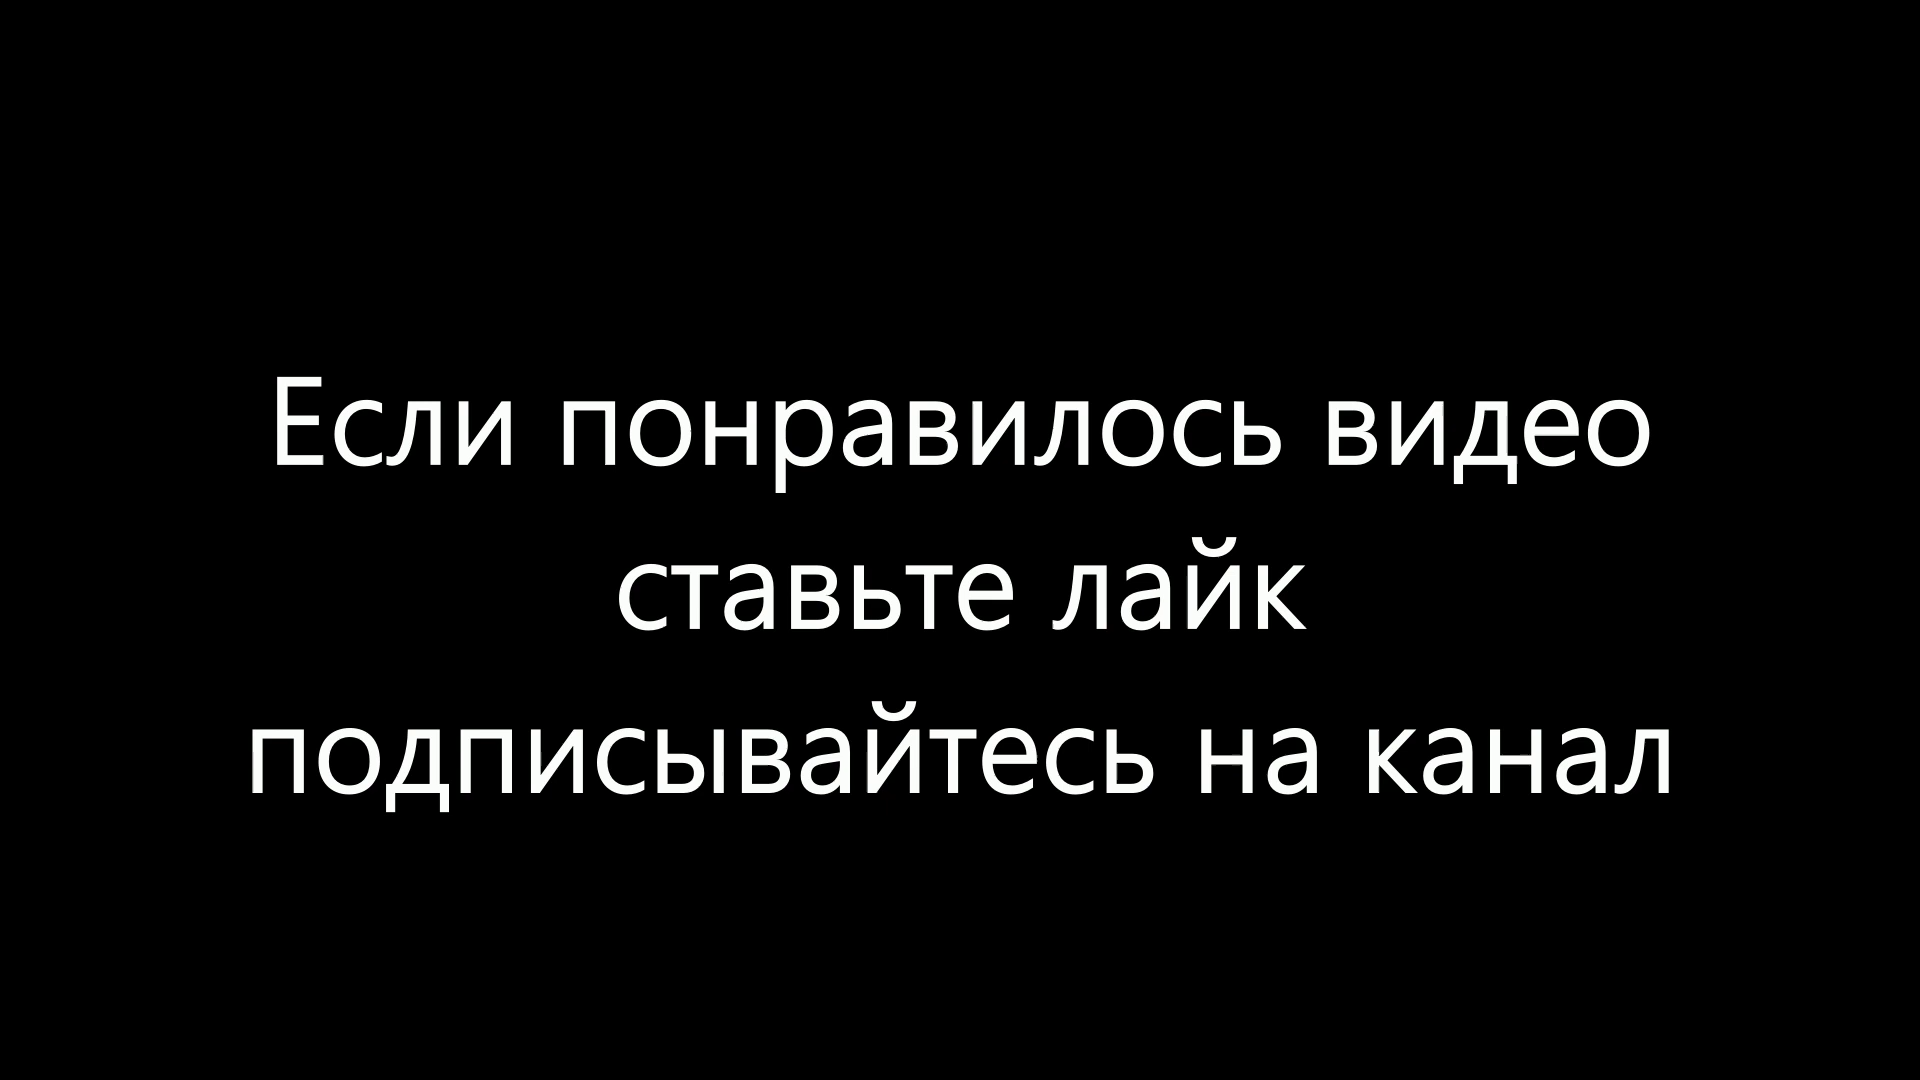 Если понравилось видео
ставьте лайк
подписывайтесь на канал